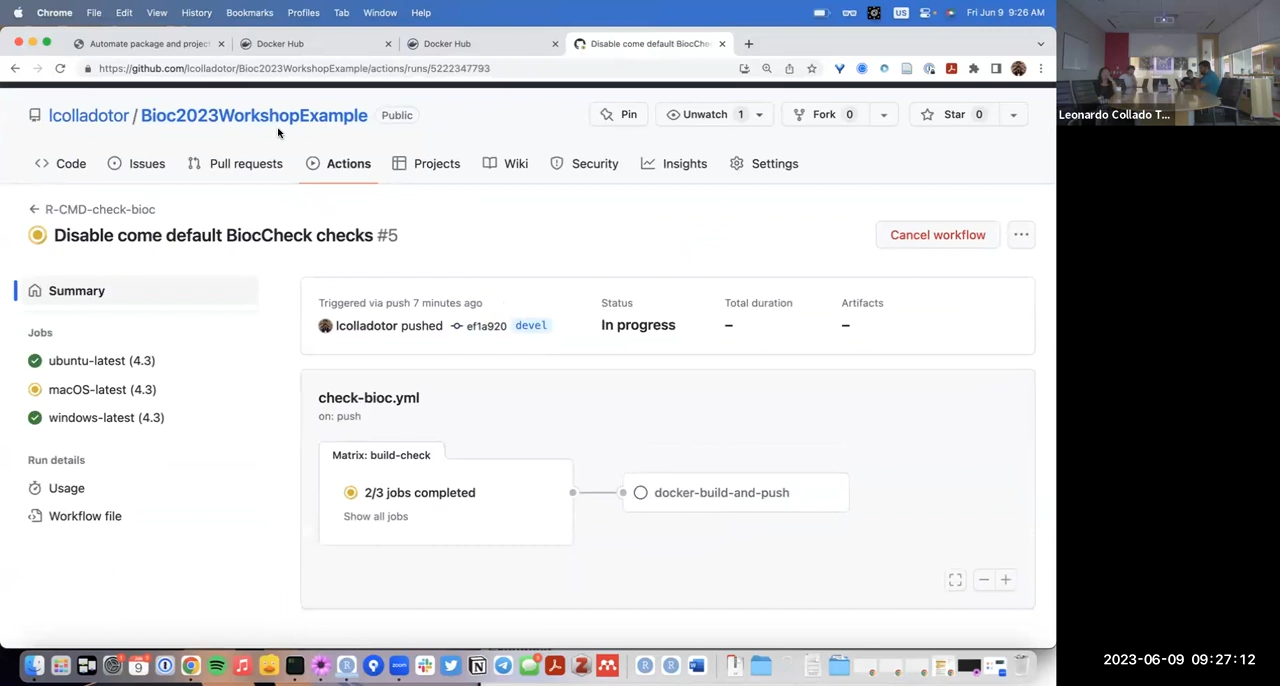 Chrome File Edit View History Bookmarks Profiles Tab Window Help US Fri Jun 9 9:26 AM
Automate package and project Docker Hub Docker Hub Disable come default BiocChe
https://github.com/lcolladotor/Bioc2023WorkshopExample/actions/runs/5222347793
Leonardo Collado T...
lcolladotor / Bioc2023WorkshopExample Public Pin Unwatch 1 Fork 0 Star 0
Code Issues Pull requests Actions Projects Wiki Security Insights Settings
R-CMD-check-bioc
Disable come default BiocCheck checks #5
Cancel workflow
Summary
Triggered via push 7 minutes ago Status Total duration Artifacts
lcolladotor pushed ef1a920 devel In progress – –
Jobs
ubuntu-latest (4.3)
macOS-latest (4.3)
windows-latest (4.3)
Run details
Usage
Workflow file
check-bioc.yml
on: push
Matrix: build-check
2/3 jobs completed
Show all jobs
docker-build-and-push
zoom
2023-06-09 09:27:12